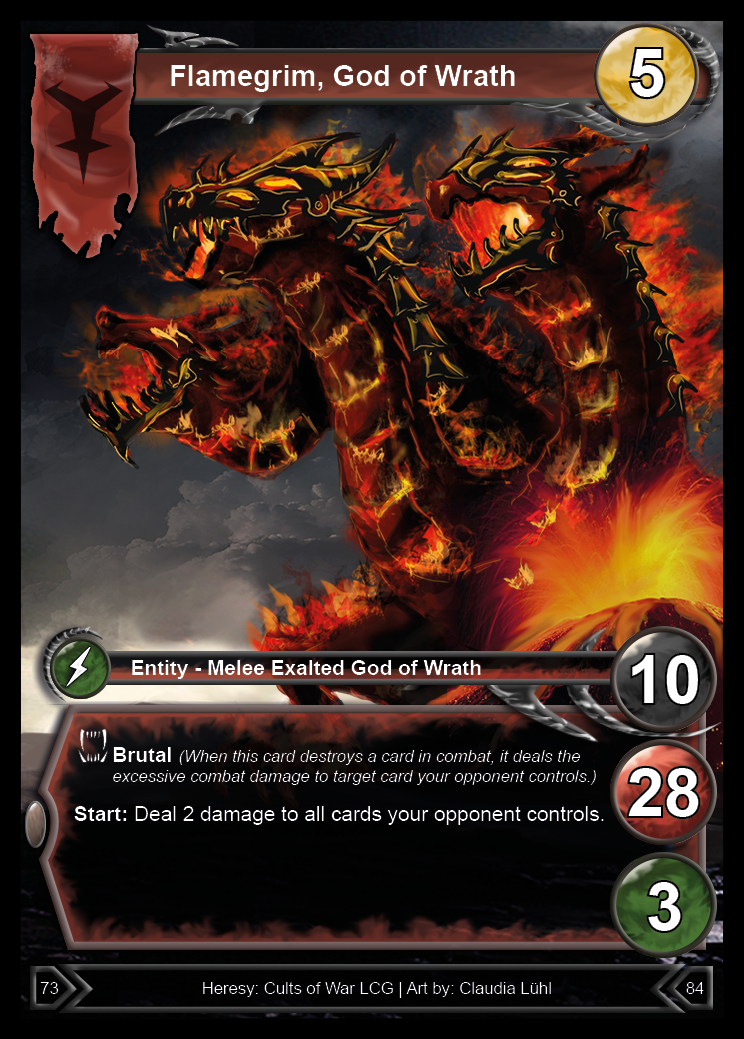 Flamegrim, God of Wrath
5
Entity - Melee Exalted God of Wrath
10
Brutal (When this card destroys a card in combat, it deals the
excessive combat damage to target card your opponent controls.)
28
Start: Deal 2 damage to all cards your opponent controls.
3
73
Heresy: Cults of War LCG | Art by: Claudia Lühl
84